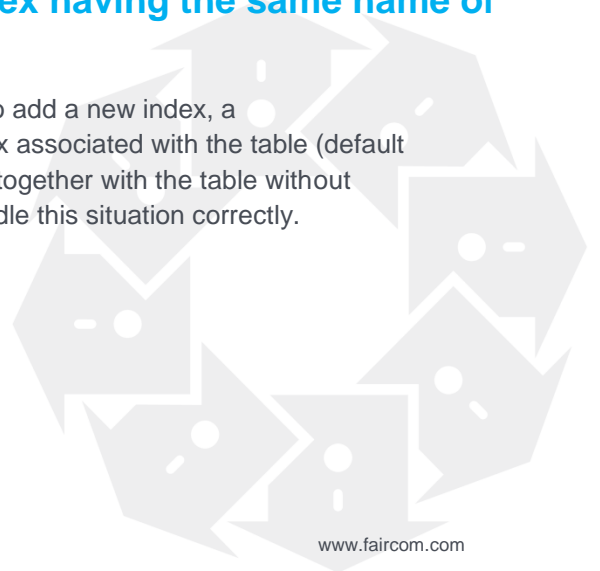 ex having the same name of
o add a new index, a
x associated with the table (default
together with the table without
dle this situation correctly.
www.faircom.com